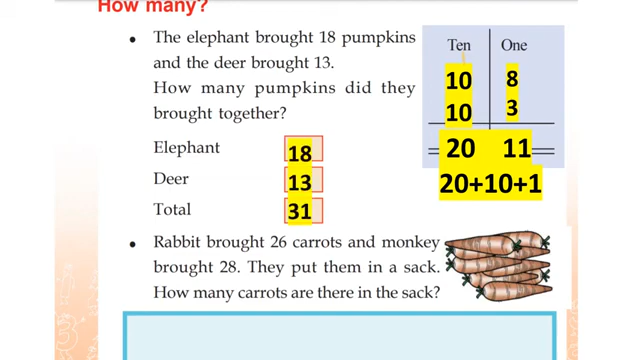 How many?
The elephant brought 18 pumpkins
and the deer brought 13.
How many pumpkins did they
brought together?
Elephant 18
Deer 13
Total 31
Ten One
10 8
10 3
20 11
20+10+1
Rabbit brought 26 carrots and monkey
brought 28. They put them in a sack.
How many carrots are there in the sack?